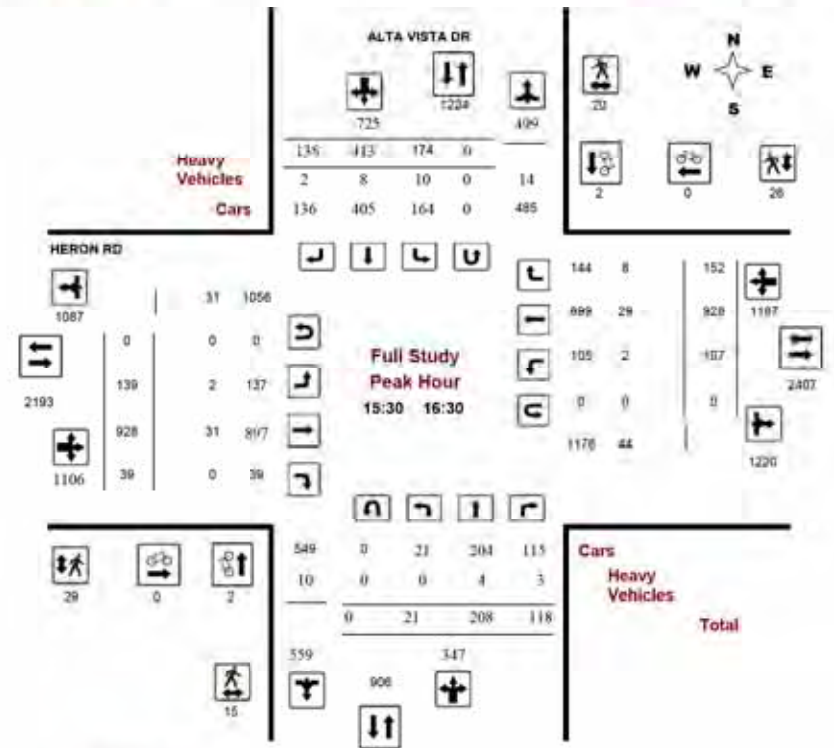 ALTA VISTA DR
N
W E
S
725 1224 499 20
138 413 174 0
Heavy
Vehicles 2 8 10 0 14
Cars 136 405 164 0 485
2 0 26
HERON RD
1087
31 1056
144 8 152
1187
0 0 0
899 29 928
2193
139 2 137
Full Study
Peak Hour
15:30 16:30
105 2 107
2407
928 31 897
0 0 0
1106
39 0 39
1176 44
1220
549 0 21 204 115 Cars
10 0 0 4 3 Heavy
Vehicles
0 21 208 118 Total
29 0 2
559 906 347
15